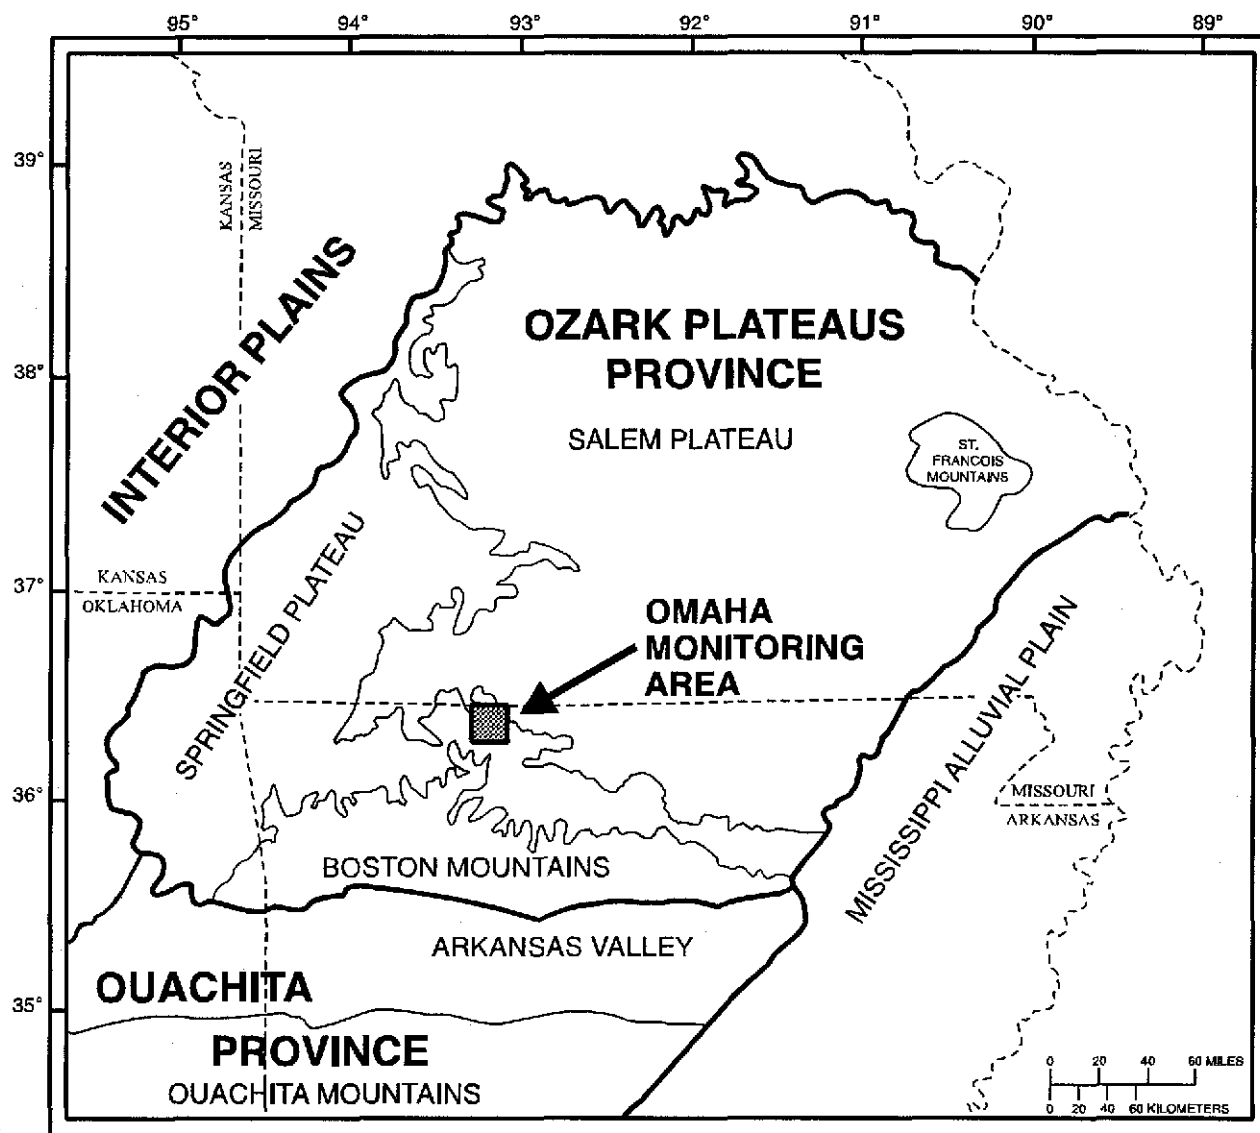 95° 94° 93° 92° 91° 90° 89°
39°
KANSAS
MISSOURI
INTERIOR PLAINS
OZARK PLATEAUS
PROVINCE
38°
SALEM PLATEAU
ST.
FRANCOIS
MOUNTAINS
SPRINGFIELD PLATEAU
37°
KANSAS
OKLAHOMA
OMAHA
MONITORING
AREA
MISSISSIPPI ALLUVIAL PLAIN
36°
MISSOURI
ARKANSAS
BOSTON MOUNTAINS
ARKANSAS VALLEY
OUACHITA
35°
PROVINCE
OUACHITA MOUNTAINS
0 20 40 60 MILES
0 20 40 60 KILOMETERS